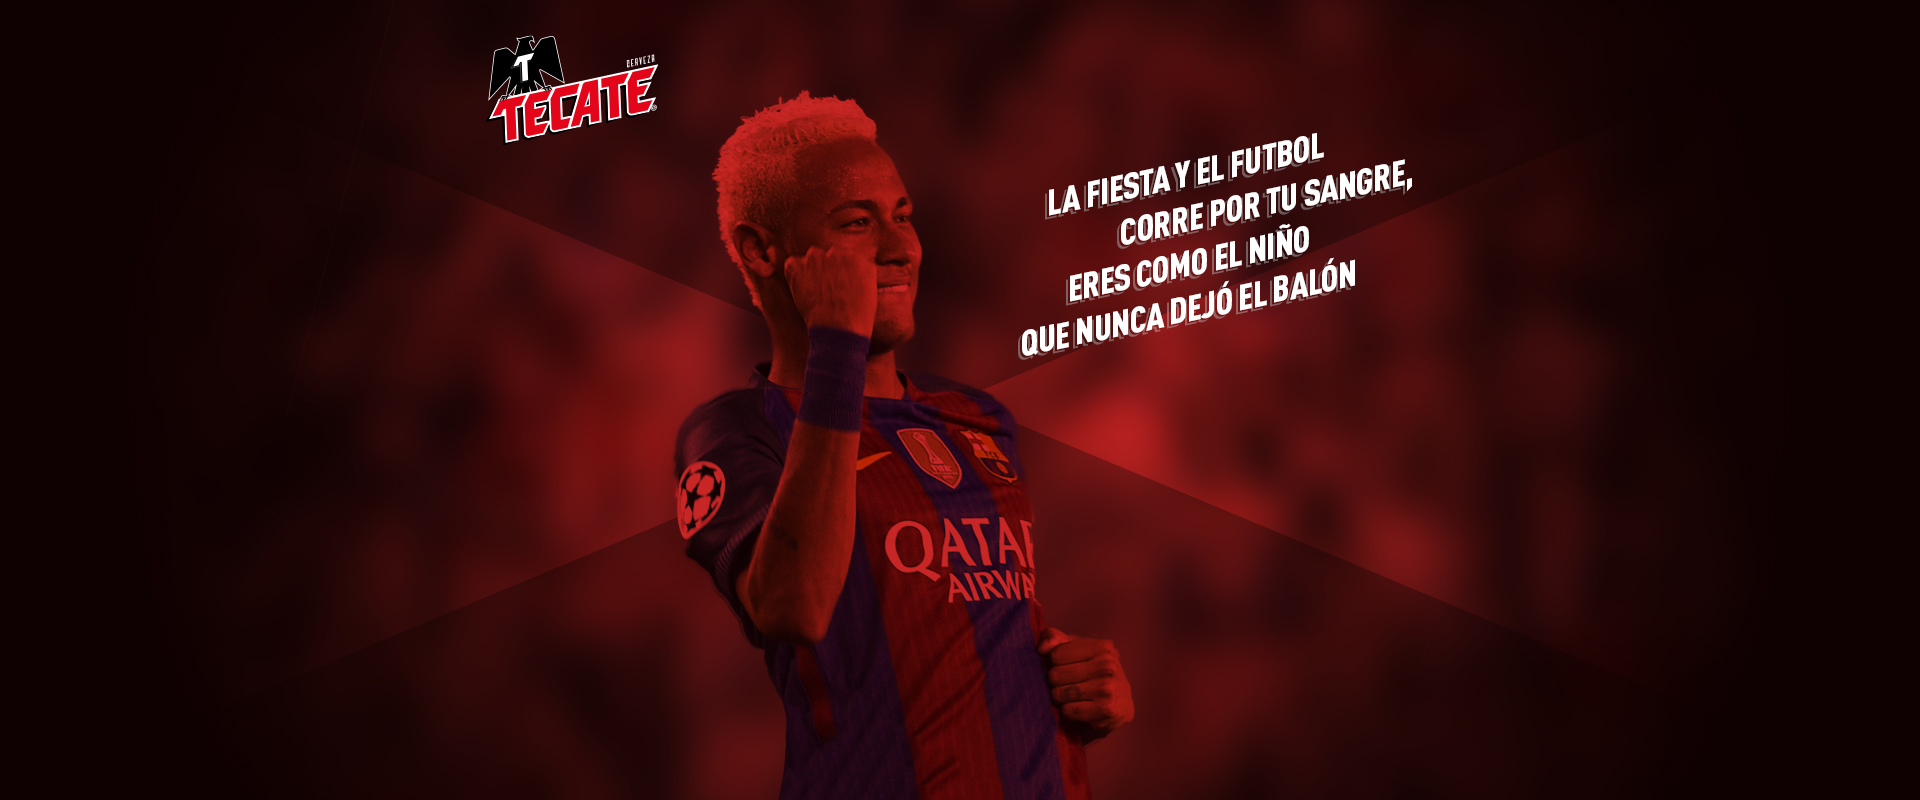 T
CERVEZA
TECATE
LA FIESTA Y EL FUTBOL
CORRE POR TU SANGRE,
ERES COMO EL NIÑO
QUE NUNCA DEJÓ EL BALÓN
QATAR
AIRWA